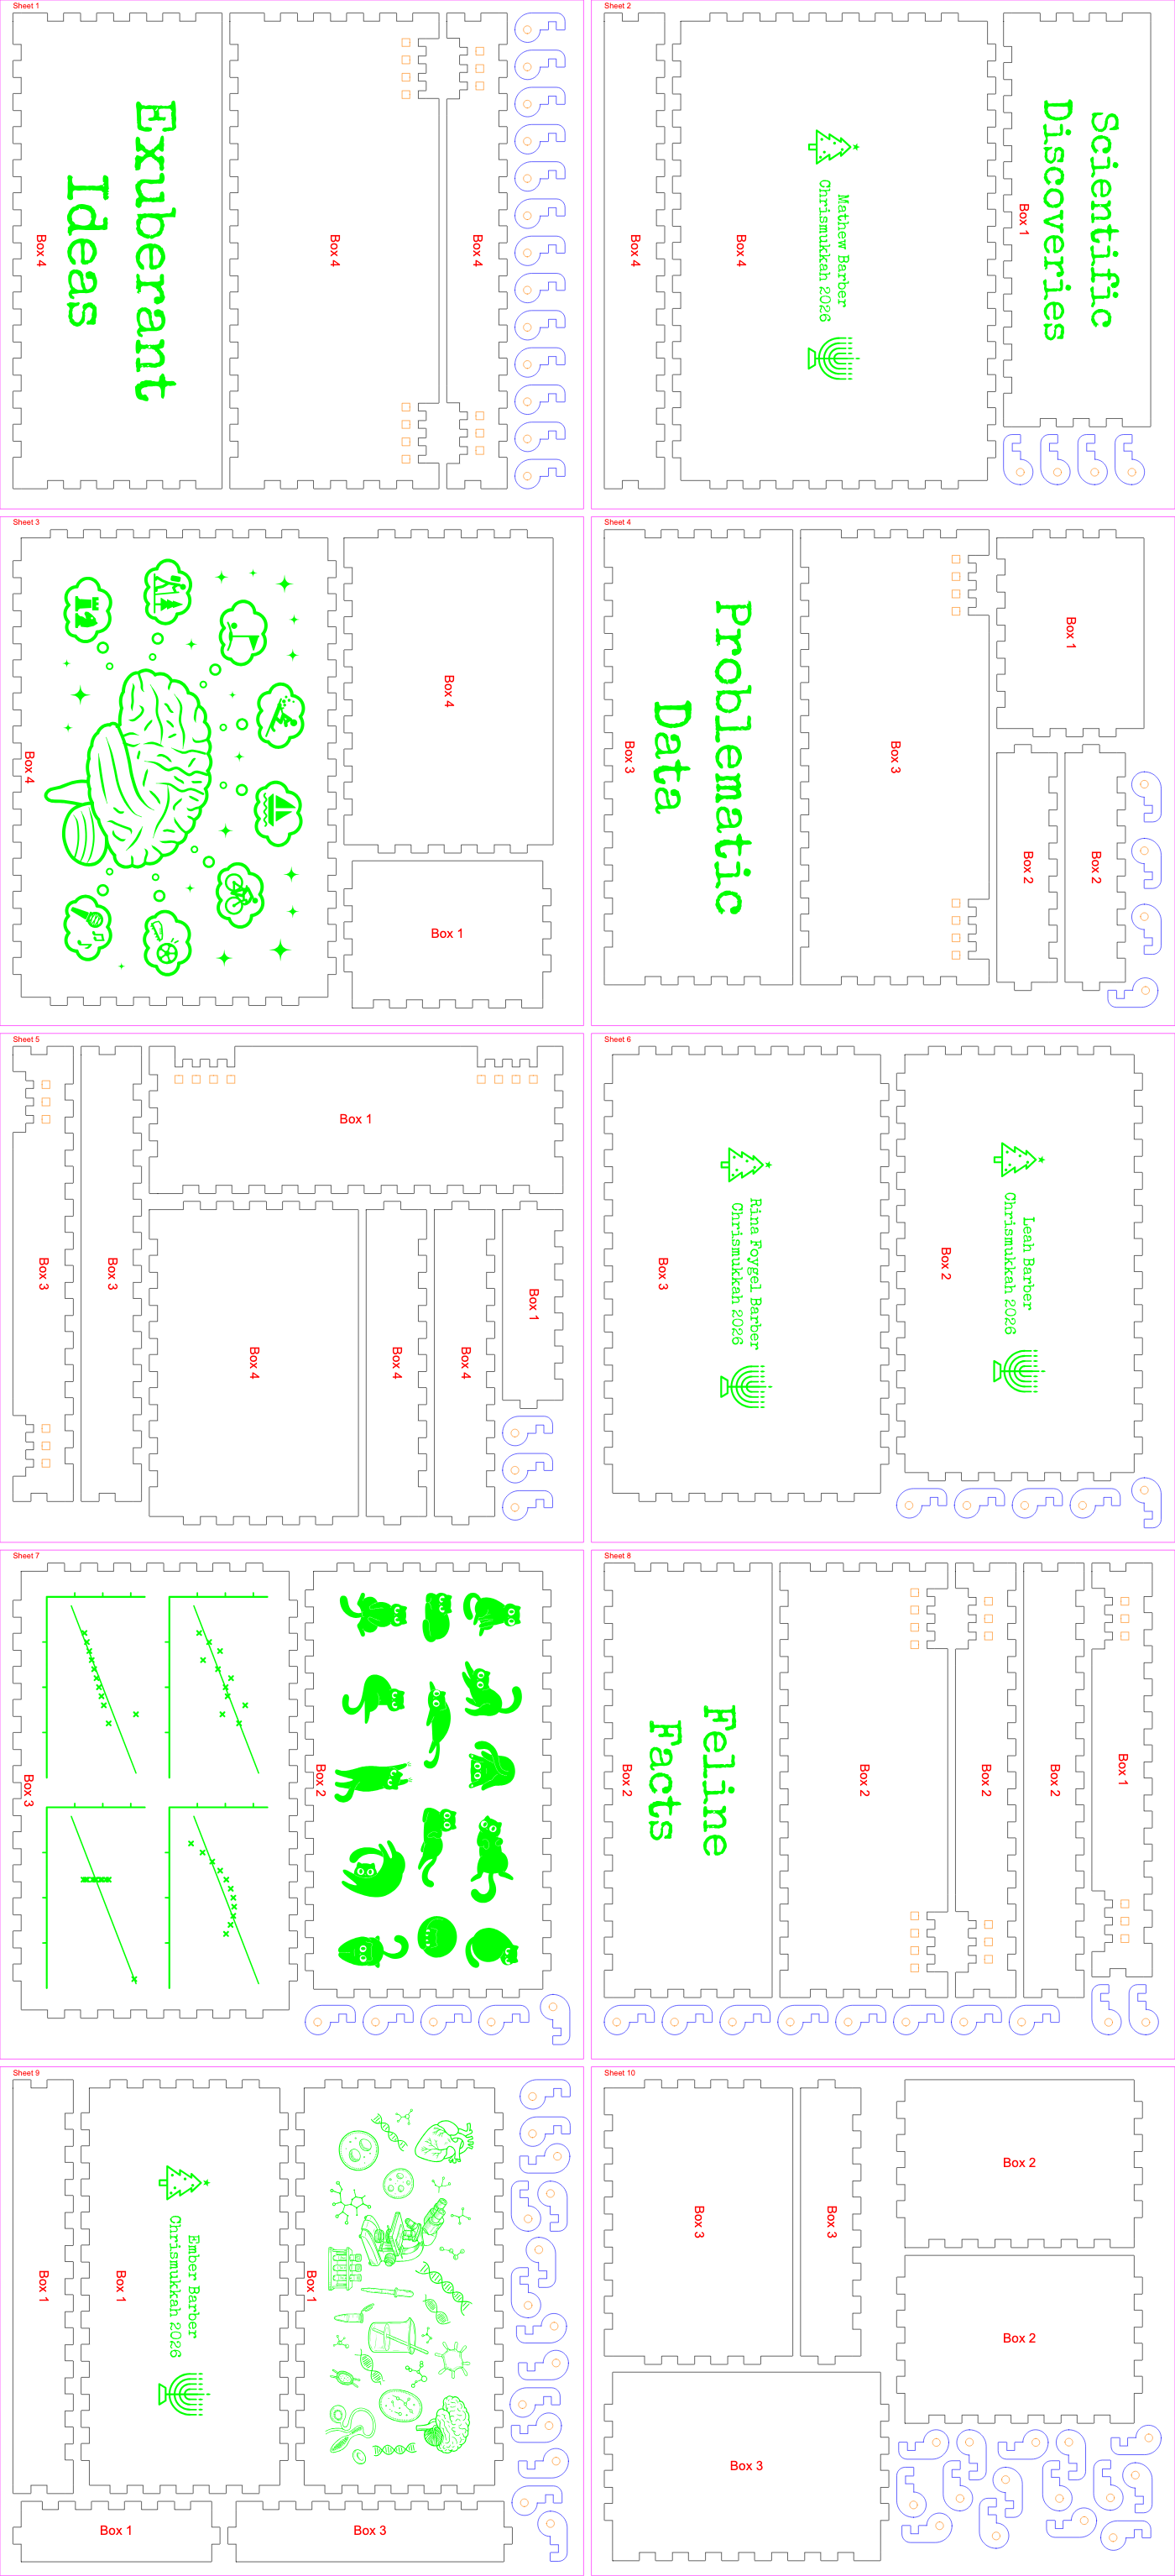 Sheet 1
Exuberant
Ideas
Box 4
Box 4
Box 4
Sheet 2
Box 4
Box 4
Mathew Barber
Chrismukkah 2026
Scientific
Discoveries
Box 1
Sheet 3
Box 4
Box 4
Box 1
Sheet 4
Problematic
Data
Box 3
Box 3
Box 1
Box 2
Box 2
Sheet 5
Box 3
Box 3
Box 1
Box 4
Box 4
Box 4
Box 1
Sheet 6
Rina Foygel Barber
Chrismukkah 2026
Box 3
Leah Barber
Chrismukkah 2026
Box 2
Sheet 7
Box 3
Box 2
Sheet 8
Feline
Facts
Box 2
Box 2
Box 2
Box 2
Box 1
Sheet 9
Box 1
Ember Barber
Chrismukkah 2026
Box 1
Box 1
Box 1
Box 3
Sheet 10
Box 3
Box 3
Box 2
Box 2
Box 3